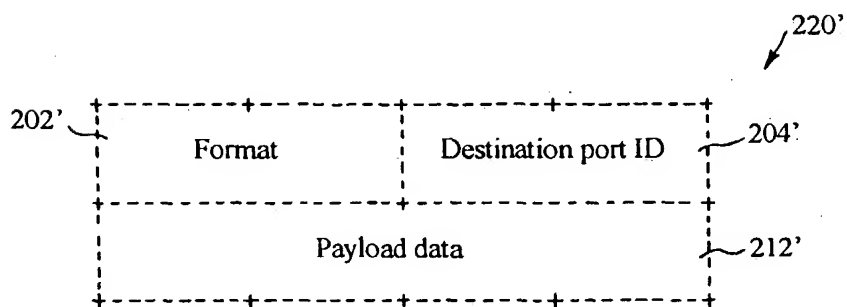 220’
202’
Format
Destination port ID
204’
Payload data
212’